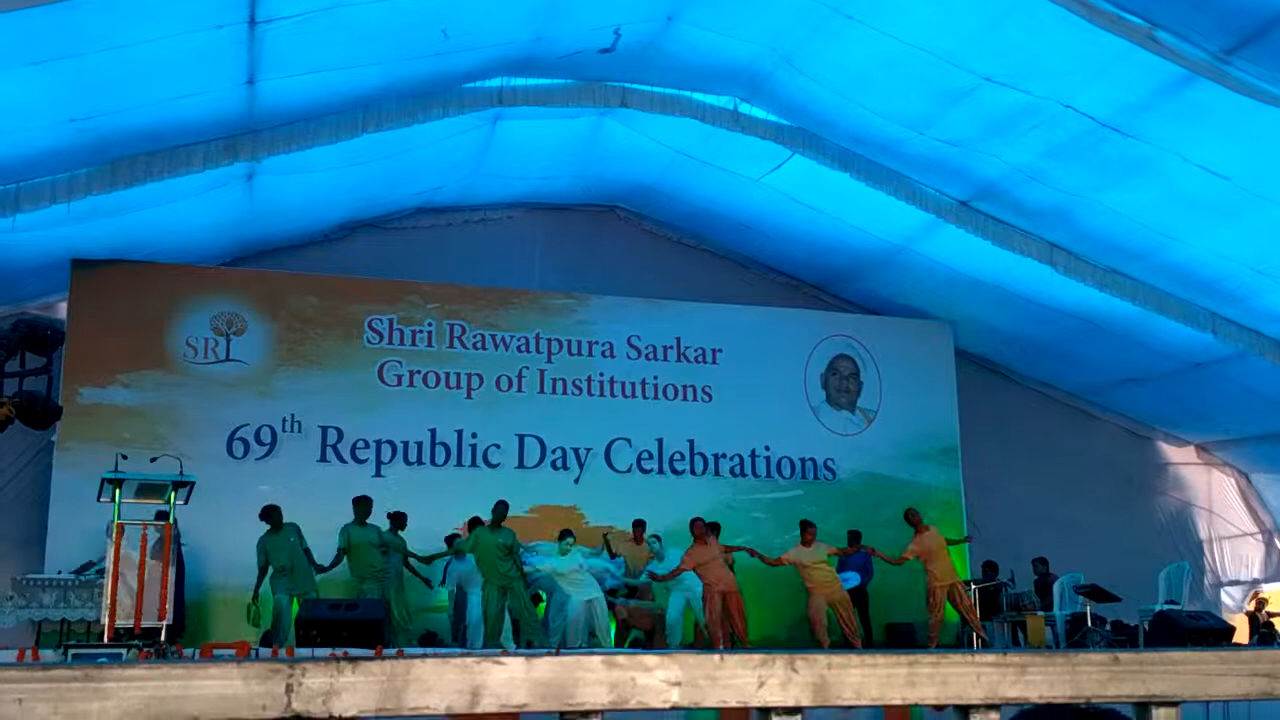 SRI
Shri Rawatpura Sarkar
Group of Institutions
69th Republic Day Celebrations